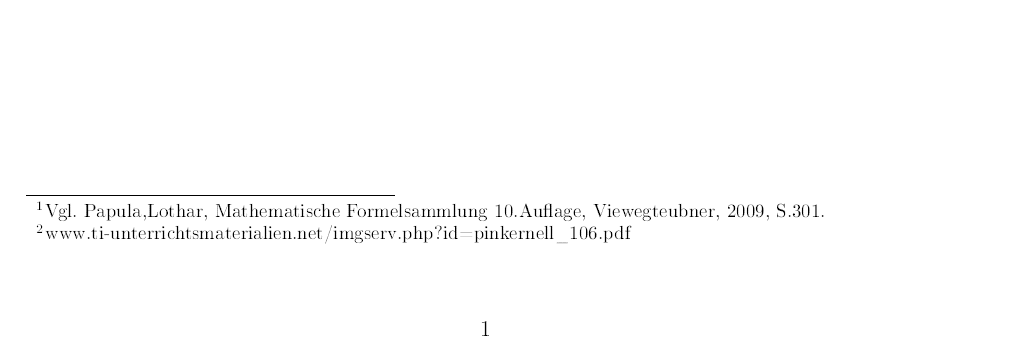 ¹Vgl. Papula,Lothar, Mathematische Formelsammlung 10.Auflage, Viewegteubner, 2009, S.301.
²www.ti-unterrichtsmaterialien.net/imgserv.php?id=pinkernell_106.pdf
1